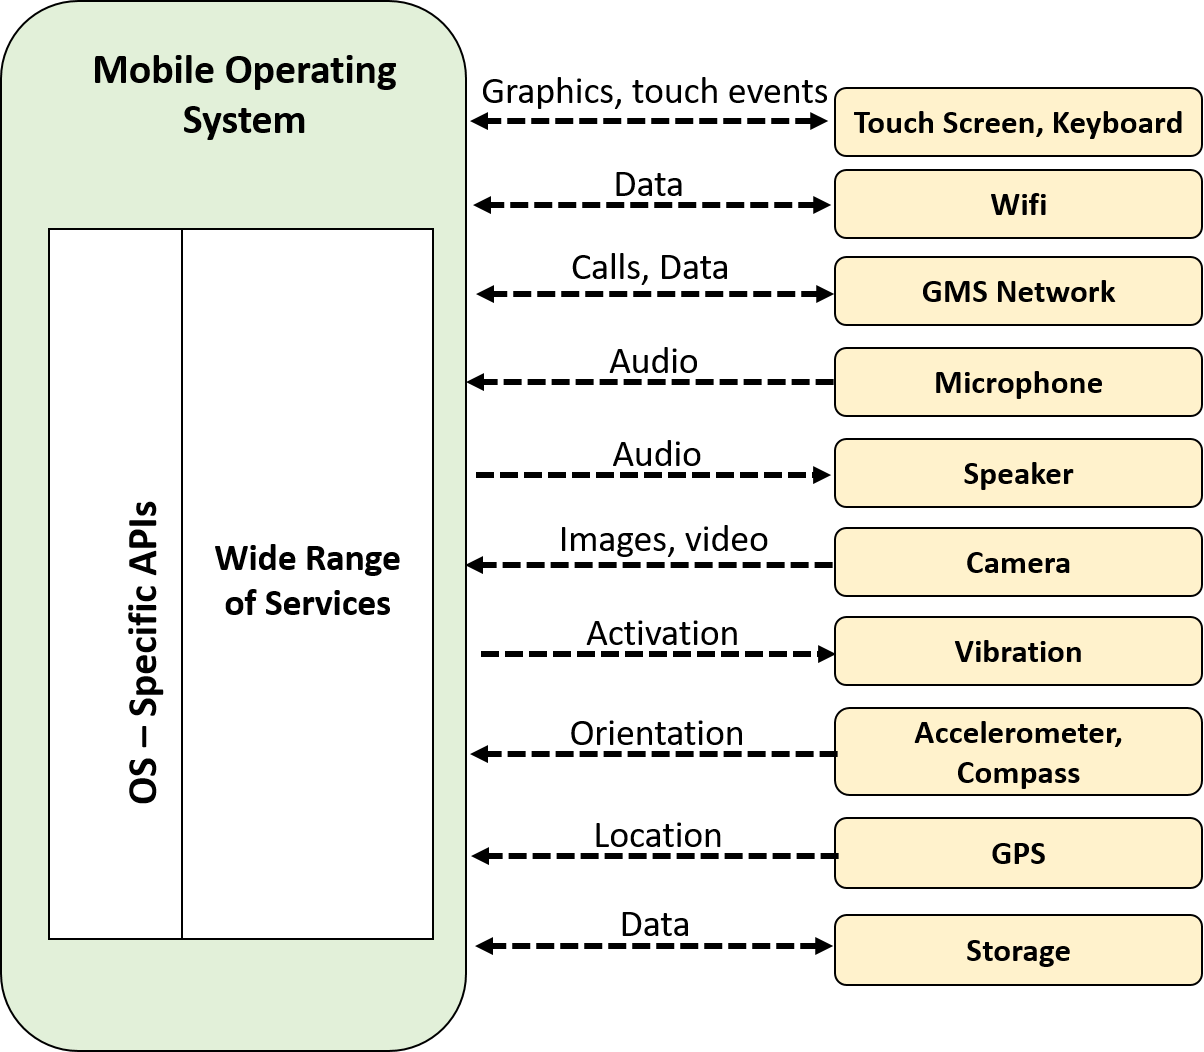 Mobile Operating
System
OS – Specific APIs
Wide Range
of Services
Graphics, touch events
Touch Screen, Keyboard
Data
Wifi
Calls, Data
GMS Network
Audio
Microphone
Audio
Speaker
Images, video
Camera
Activation
Vibration
Orientation
Accelerometer,
Compass
Location
GPS
Data
Storage